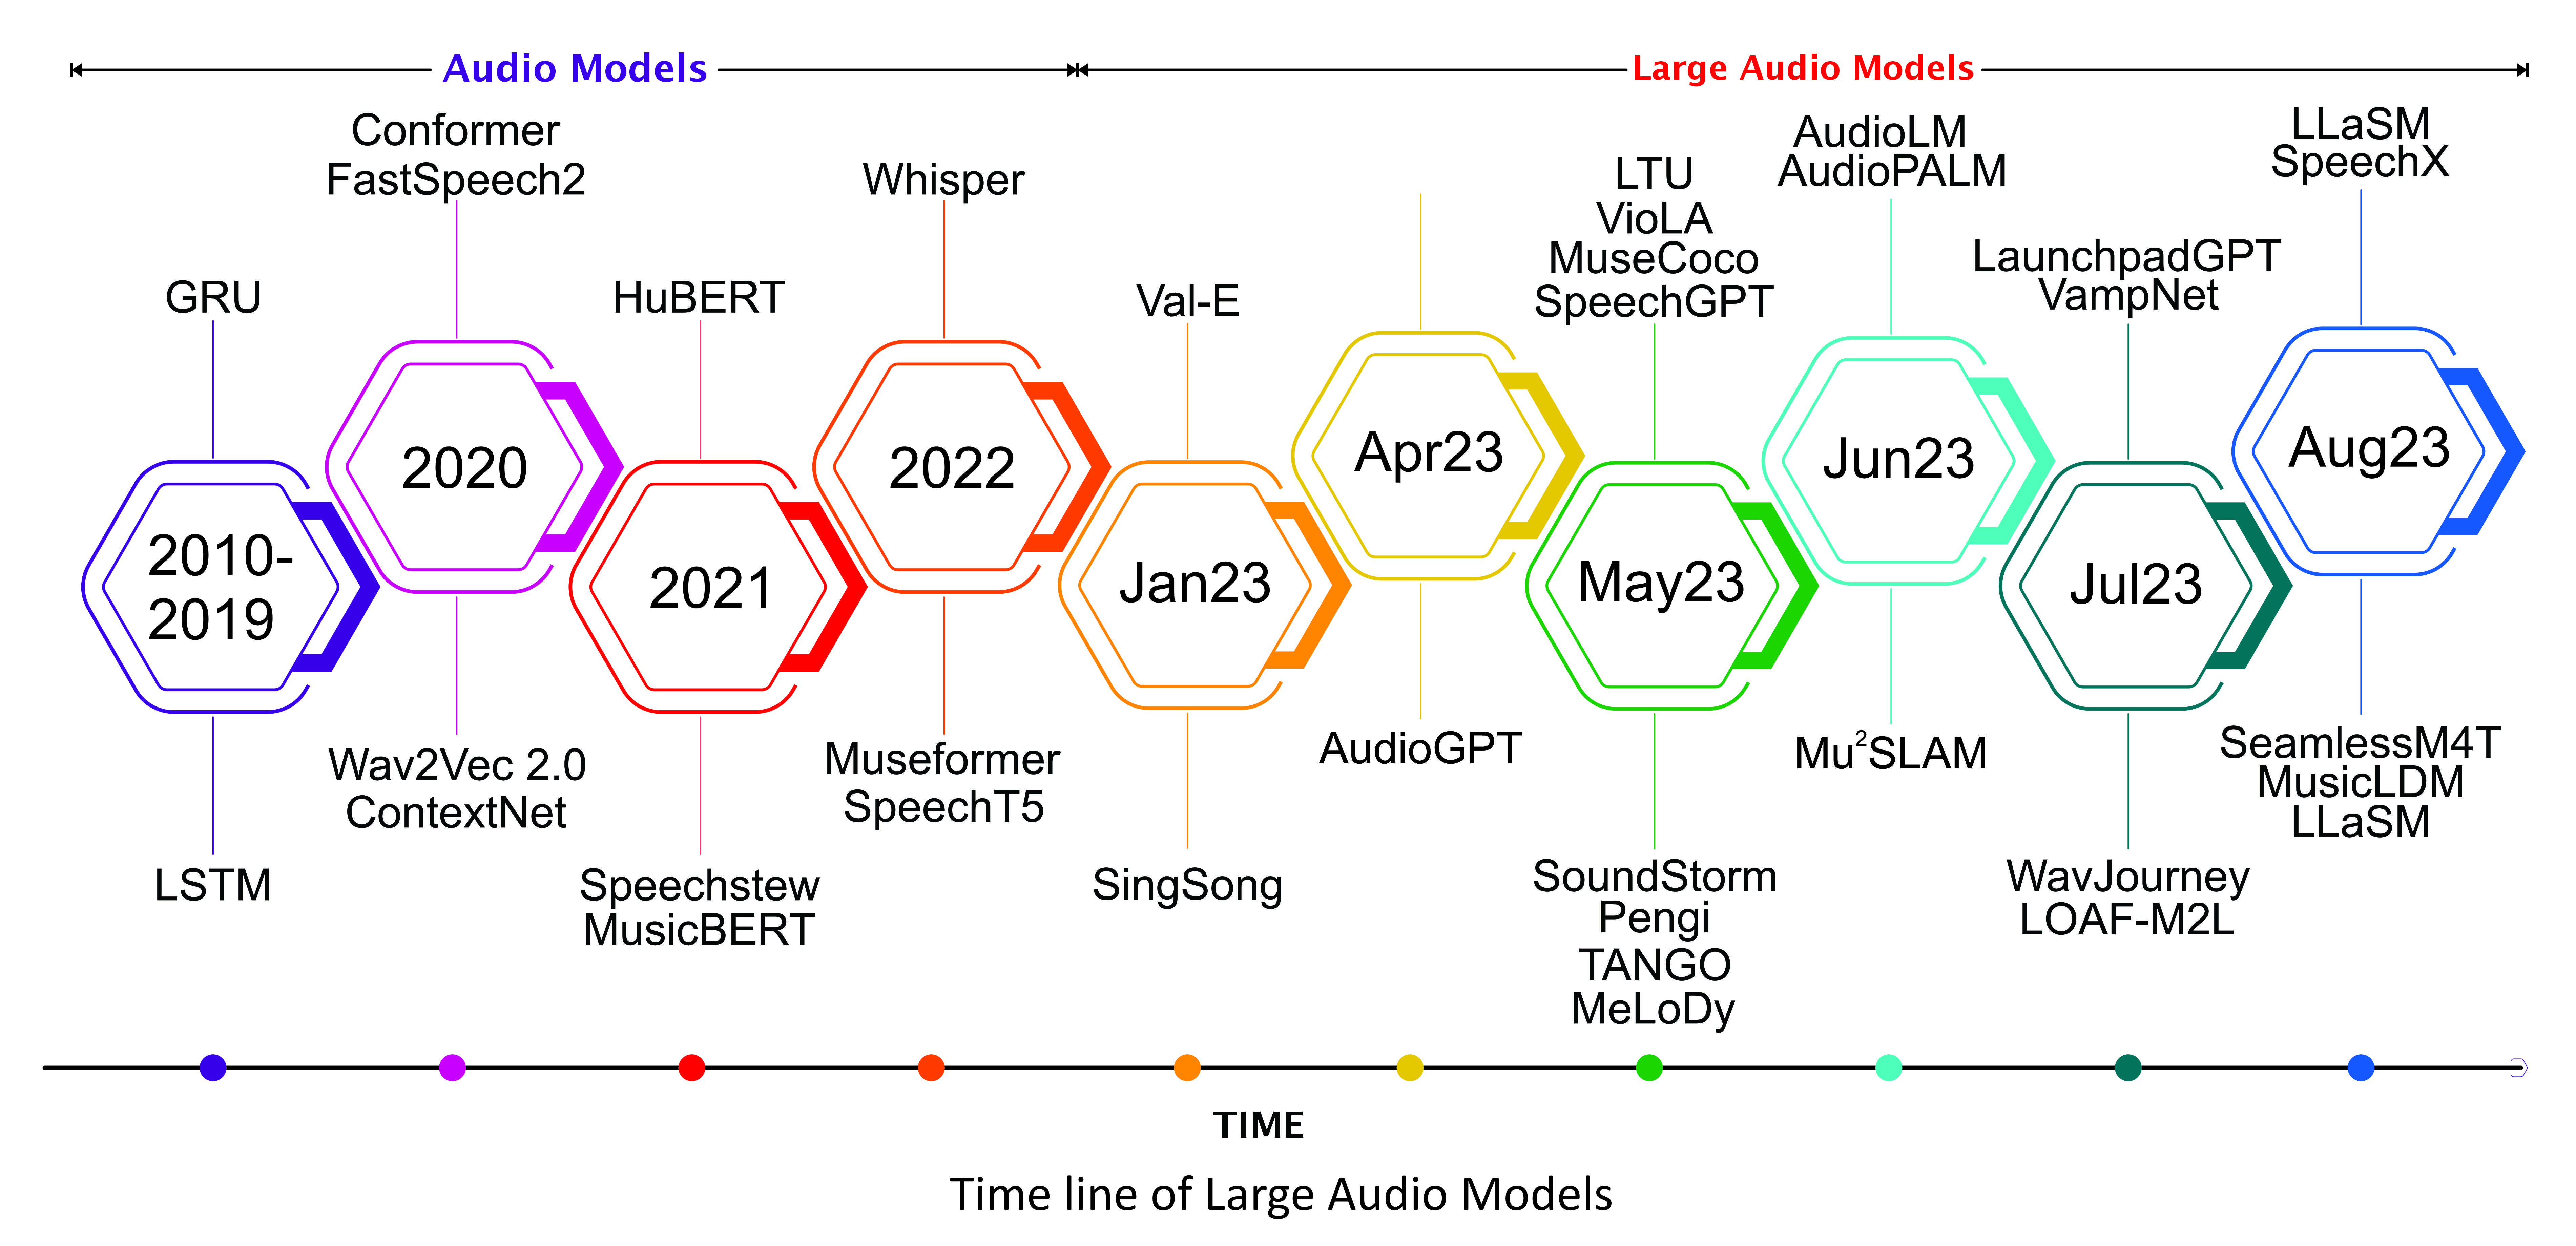 Audio Models
Large Audio Models
GRU
2010-
2019
LSTM
Conformer
FastSpeech2
2020
Wav2Vec 2.0
ContextNet
HuBERT
2021
Speechstew
MusicBERT
Whisper
2022
Museformer
SpeechT5
Val-E
Jan23
SingSong
Apr23
AudioGPT
LTU
VioLA
MuseCoco
SpeechGPT
May23
SoundStorm
Pengi
TANGO
MeLoDy
AudioLM
AudioPALM
Jun23
Mu²SLAM
LaunchpadGPT
VampNet
Jul23
WavJourney
LOAF-M2L
LLaSM
SpeechX
Aug23
SeamlessM4T
MusicLDM
LLaSM
TIME
Time line of Large Audio Models